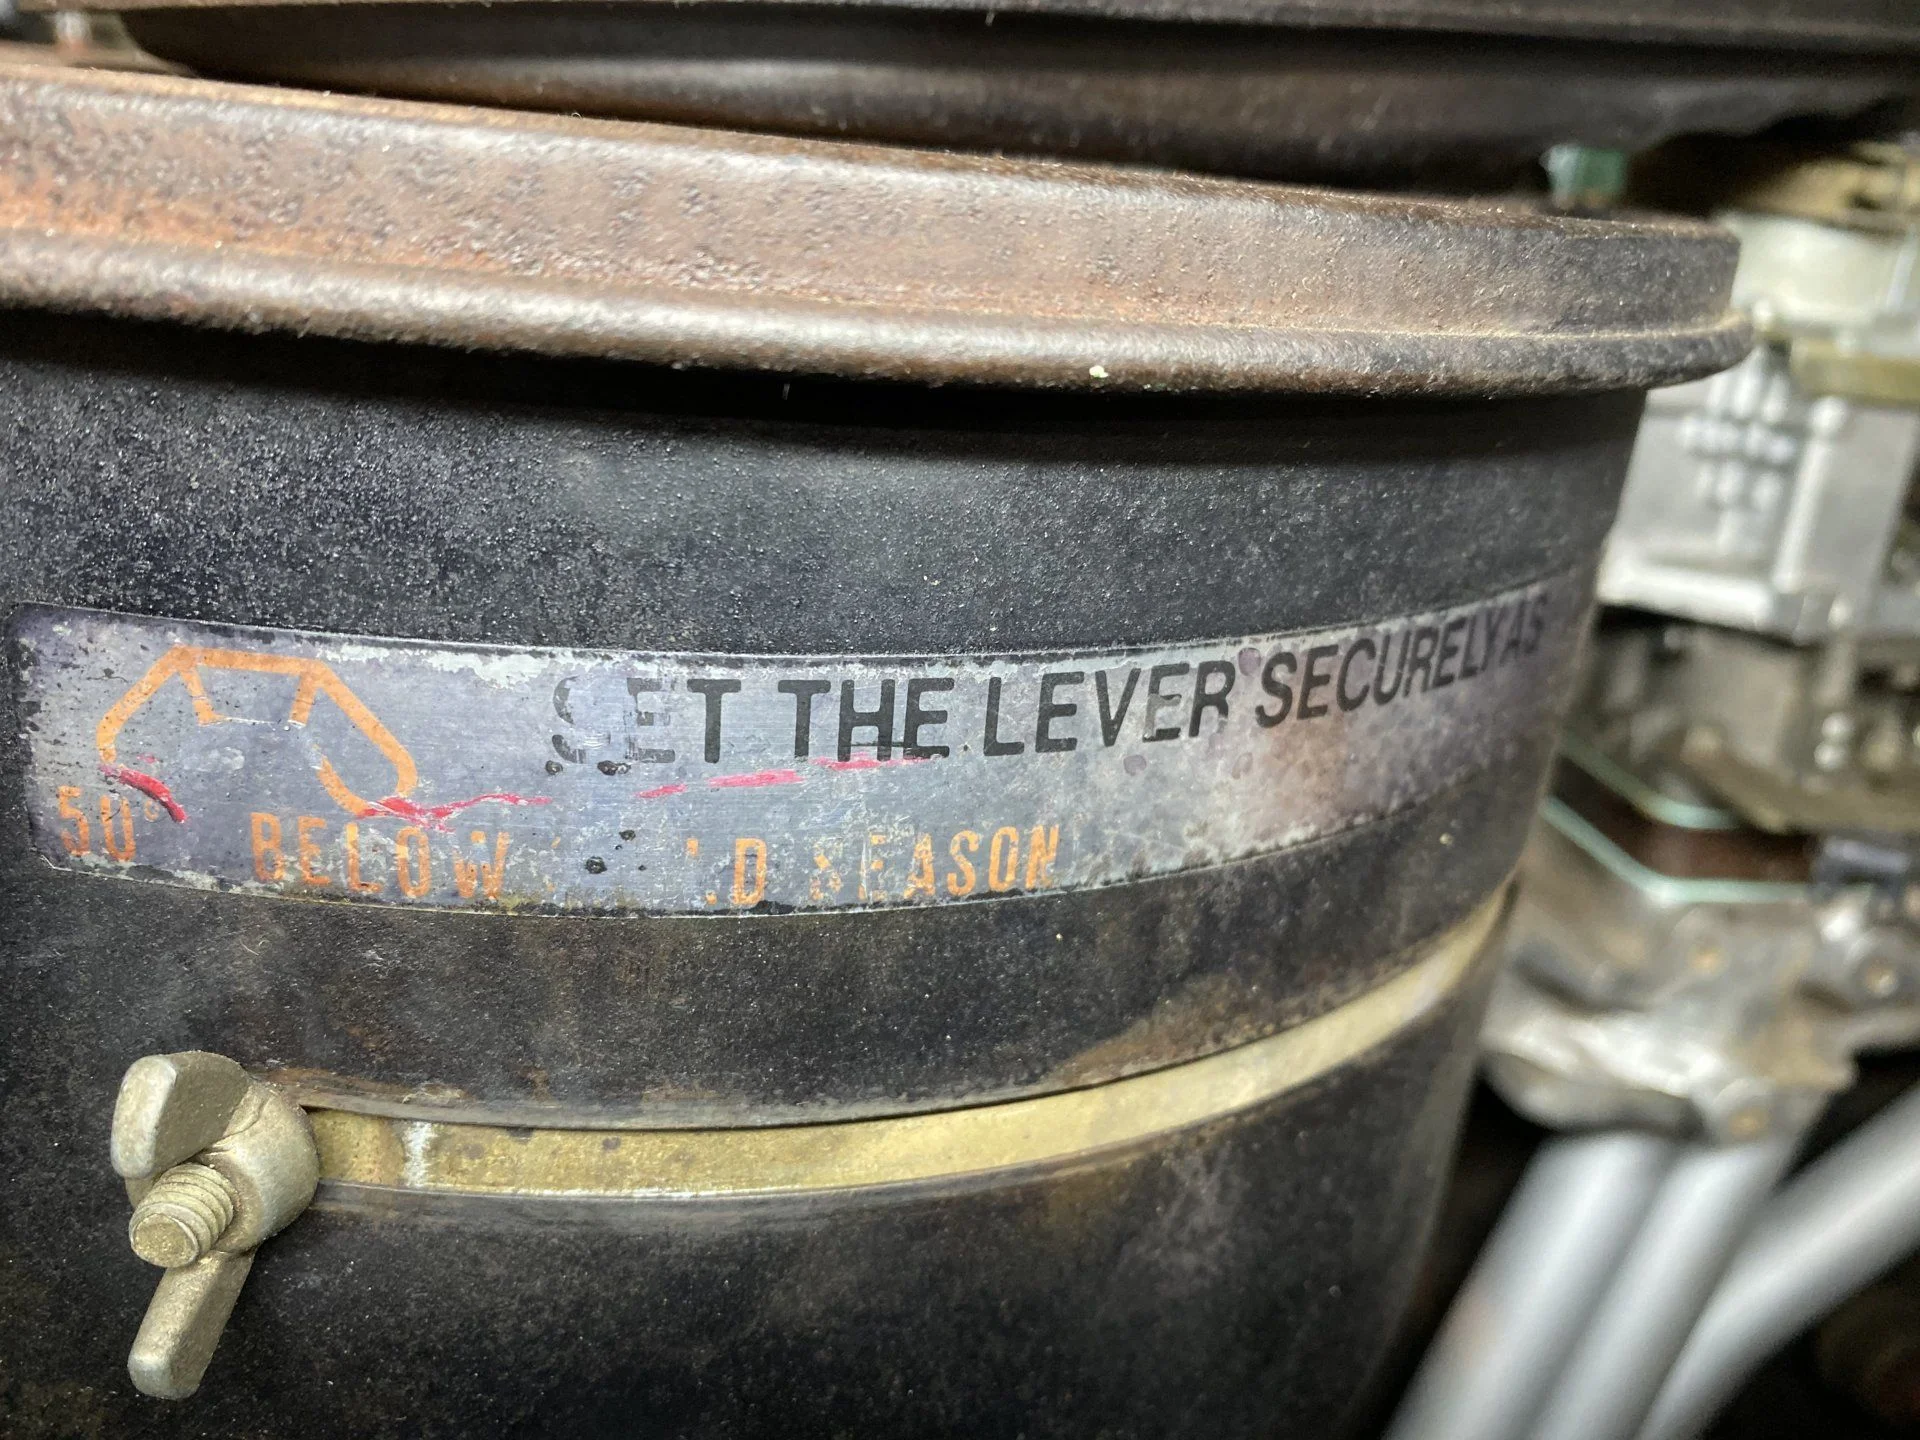 SET THE LEVER SECURELY AS
50° BELOW SEASON